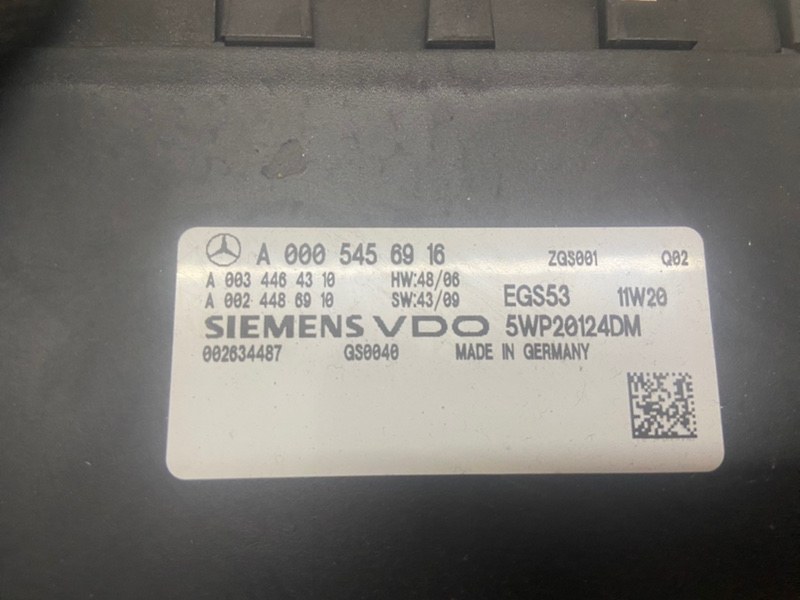 A 000 545 69 16 ZGS001 Q02
A 003 446 43 10 HW:48/06
A 002 448 69 10 SW:43/09 EGS53 11W20
SIEMENS VDO 5WP20124DM
002634487 GS0040 MADE IN GERMANY